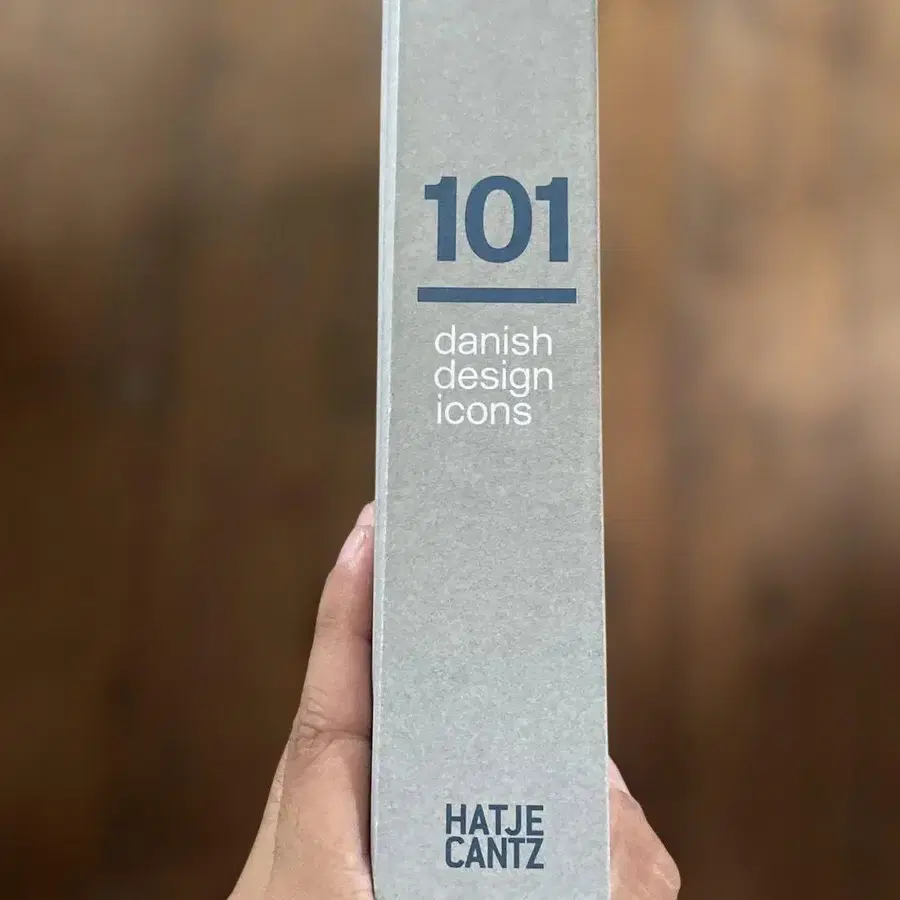 101
danish
design
icons
HATJE
CANTZ